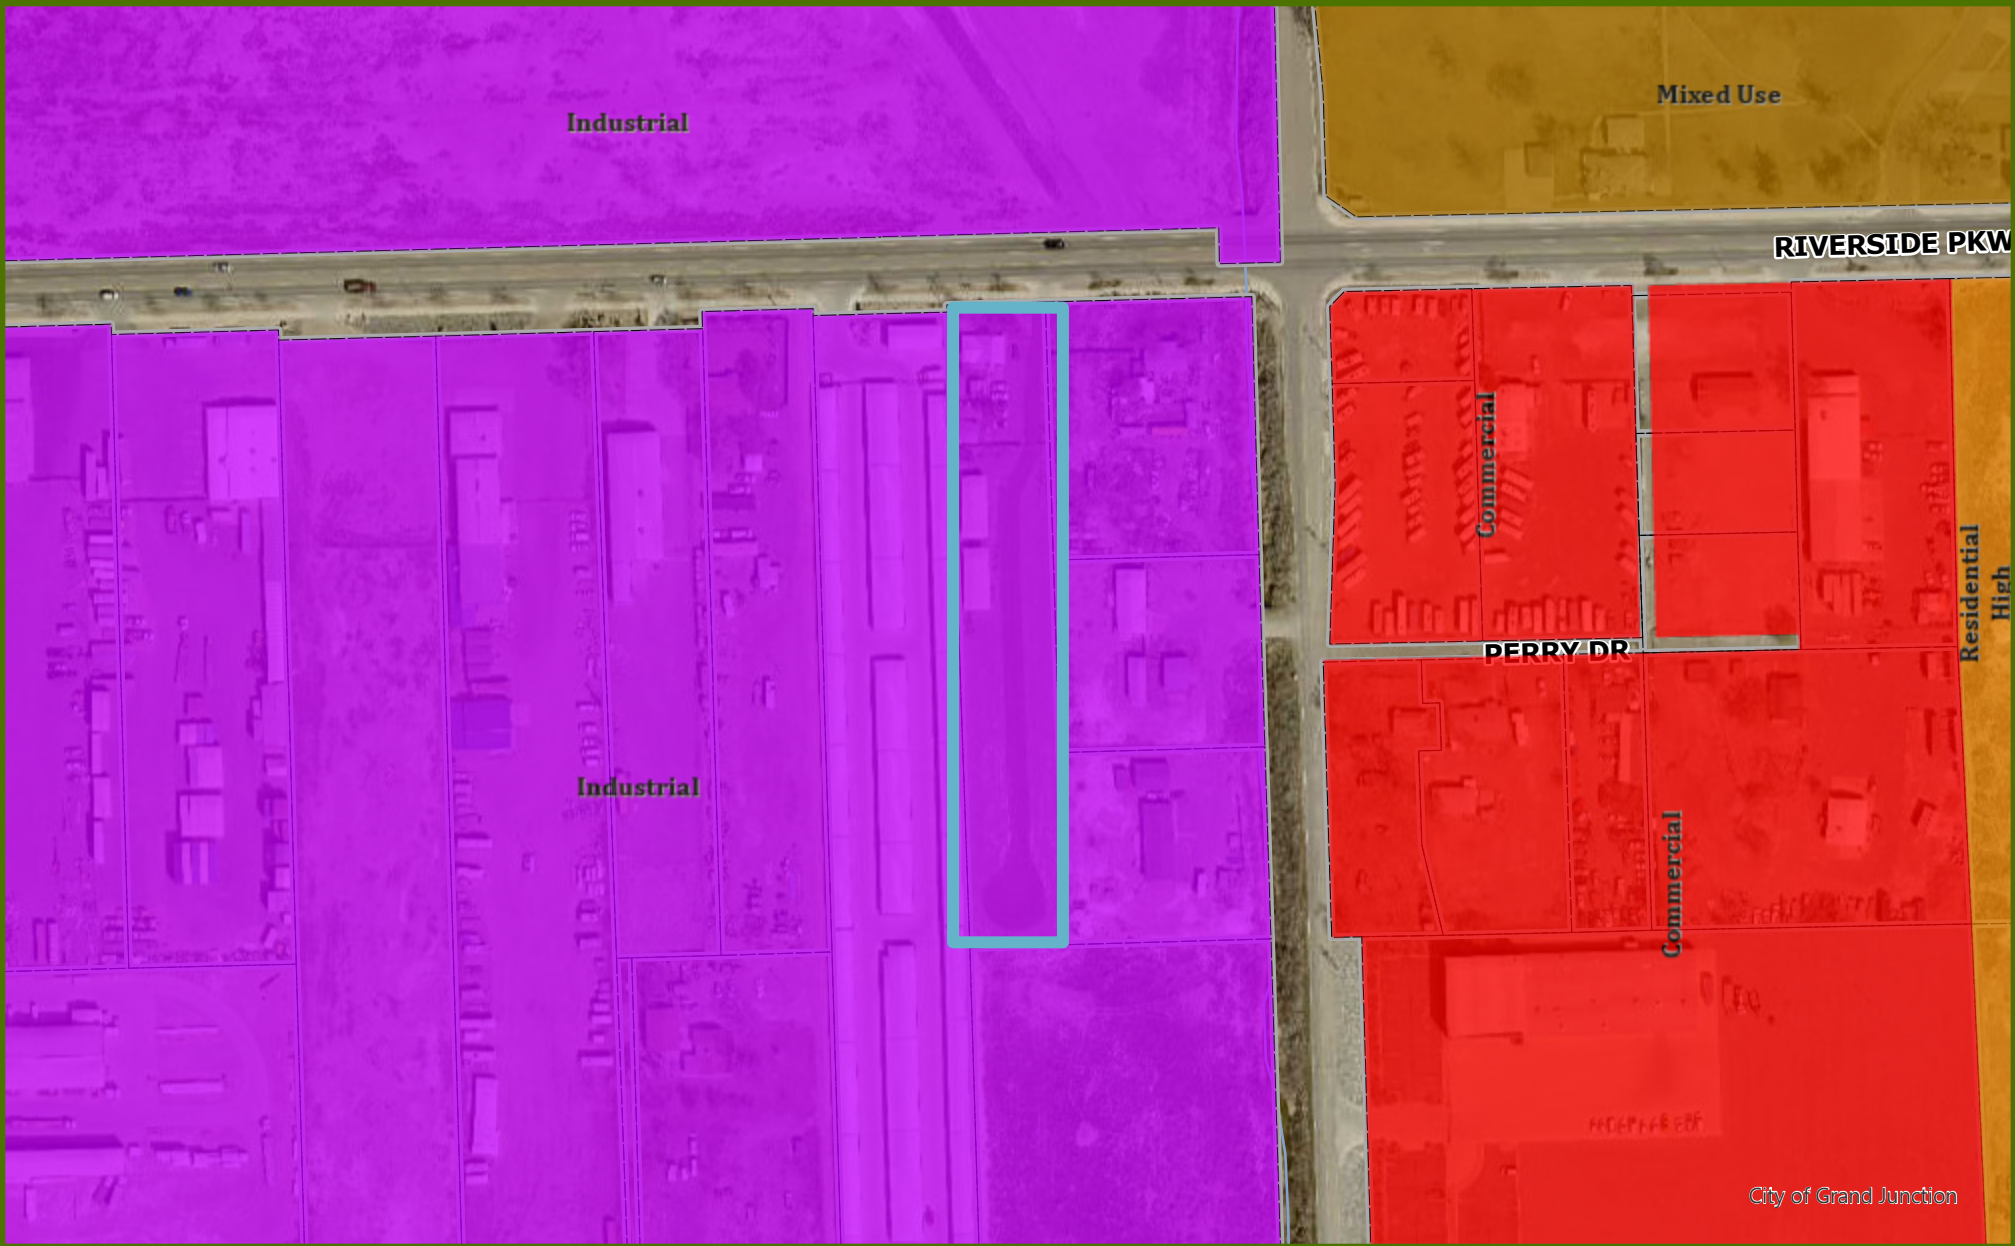 Mixed Use
Industrial
RIVERSIDE PKW
Commercial
Residential
High
PERRY DR
Industrial
Commercial
City of Grand Junction